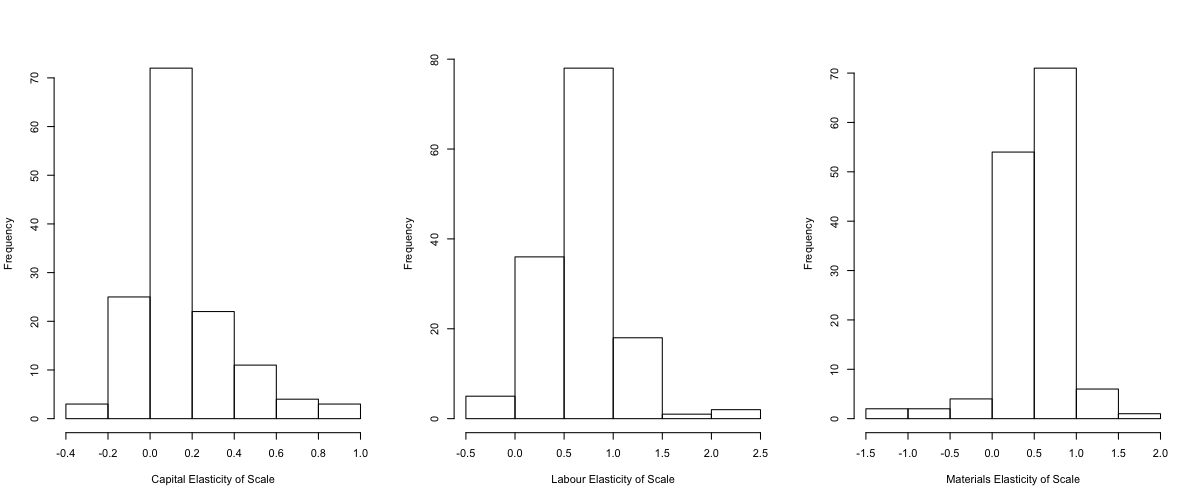 Frequency
70
60
50
40
30
20
10
0
-0.4 -0.2 0.0 0.2 0.4 0.6 0.8 1.0
Capital Elasticity of Scale
Frequency
80
60
40
20
0
-0.5 0.0 0.5 1.0 1.5 2.0 2.5
Labour Elasticity of Scale
Frequency
70
60
50
40
30
20
10
0
-1.5 -1.0 -0.5 0.0 0.5 1.0 1.5 2.0
Materials Elasticity of Scale